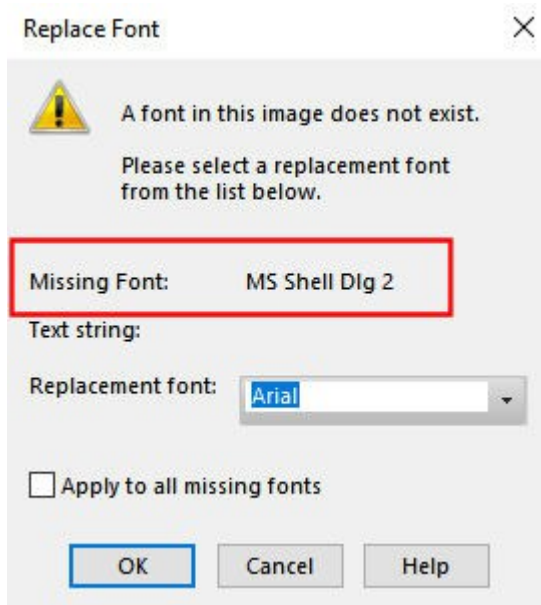 Replace Font
A font in this image does not exist.
Please select a replacement font
from the list below.
Missing Font: MS Shell Dlg 2
Text string:
Replacement font: Arial
Apply to all missing fonts
OK Cancel Help